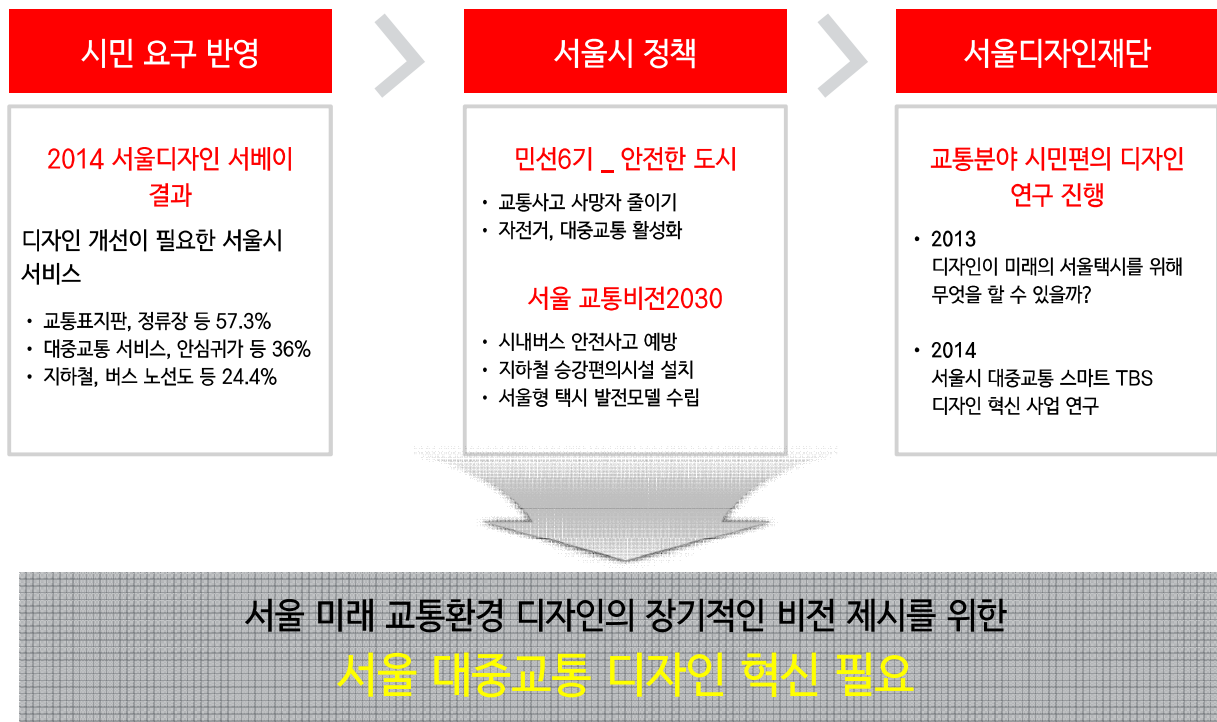 시민 요구 반영
2014 서울디자인 서베이
결과
디자인 개선이 필요한 서울시
서비스
• 교통표지판, 정류장 등 57.3%
• 대중교통 서비스, 안심귀가 등 36%
• 지하철, 버스 노선도 등 24.4%
서울시 정책
민선6기 _ 안전한 도시
• 교통사고 사망자 줄이기
• 자전거, 대중교통 활성화
서울 교통비전2030
• 시내버스 안전사고 예방
• 지하철 승강편의시설 설치
• 서울형 택시 발전모델 수립
서울디자인재단
교통분야 시민편의 디자인
연구 진행
• 2013
디자인이 미래의 서울택시를 위해
무엇을 할 수 있을까?
• 2014
서울시 대중교통 스마트 TBS
디자인 혁신 사업 연구
서울 미래 교통환경 디자인의 장기적인 비전 제시를 위한
서울 대중교통 디자인 혁신 필요